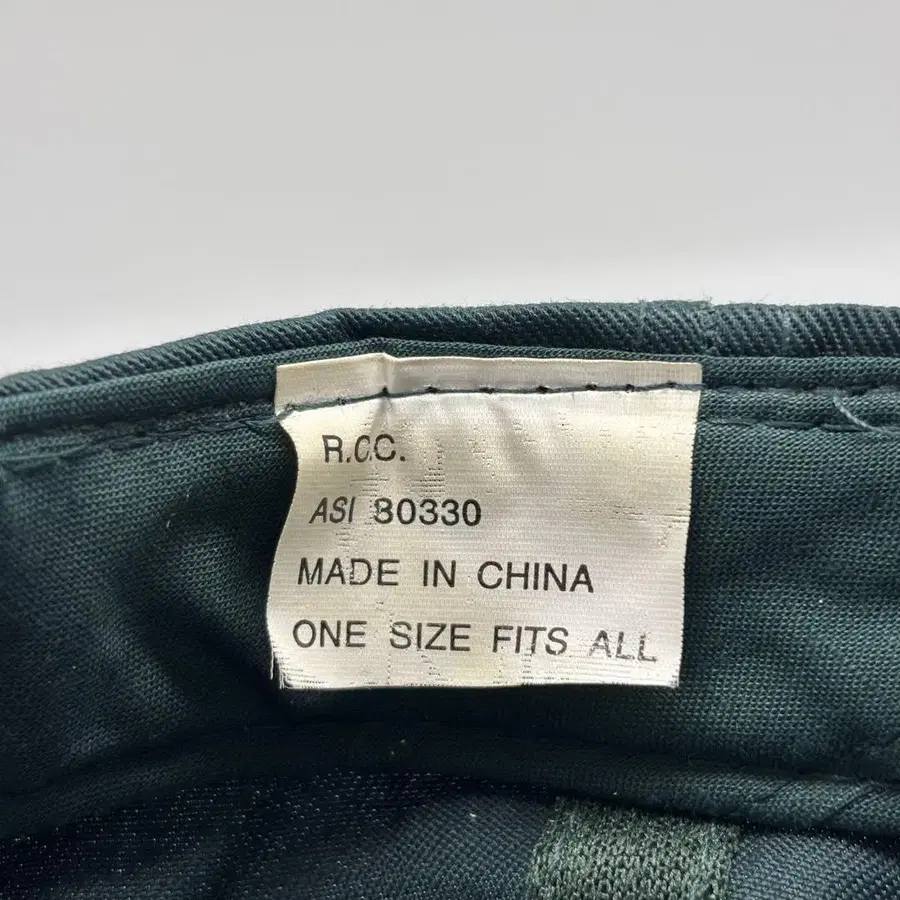 R.C.C.
ASI 80330
MADE IN CHINA
ONE SIZE FITS ALL